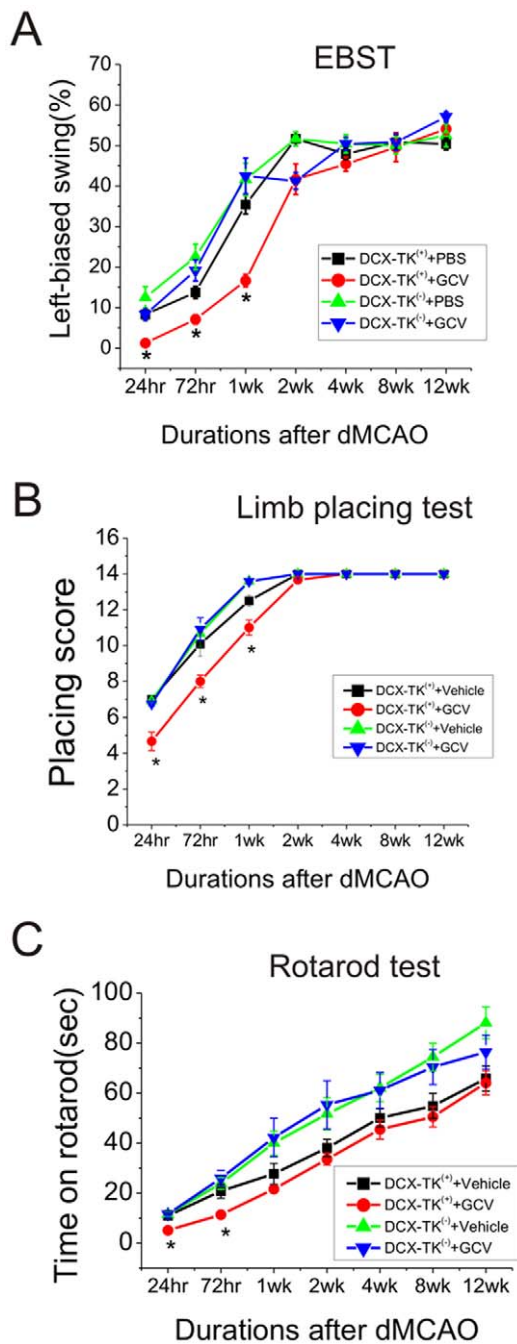 A
EBST
70
60
50
40
30
20
10
0
Left-biased swing(%)
DCX-TK(+)+PBS
DCX-TK(+)+GCV
DCX-TK(-)+PBS
DCX-TK(-)+GCV
* * *
24hr 72hr 1wk 2wk 4wk 8wk 12wk
Durations after dMCAO
B
Limb placing test
16
14
12
10
8
6
4
2
0
Placing score
DCX-TK(+)+Vehicle
DCX-TK(+)+GCV
DCX-TK(-)+Vehicle
DCX-TK(-)+GCV
* * *
24hr 72hr 1wk 2wk 4wk 8wk 12wk
Durations after dMCAO
C
Rotarod test
100
80
60
40
20
0
Time on rotarod(sec)
DCX-TK(+)+Vehicle
DCX-TK(+)+GCV
DCX-TK(-)+Vehicle
DCX-TK(-)+GCV
* *
24hr 72hr 1wk 2wk 4wk 8wk 12wk
Durations after dMCAO